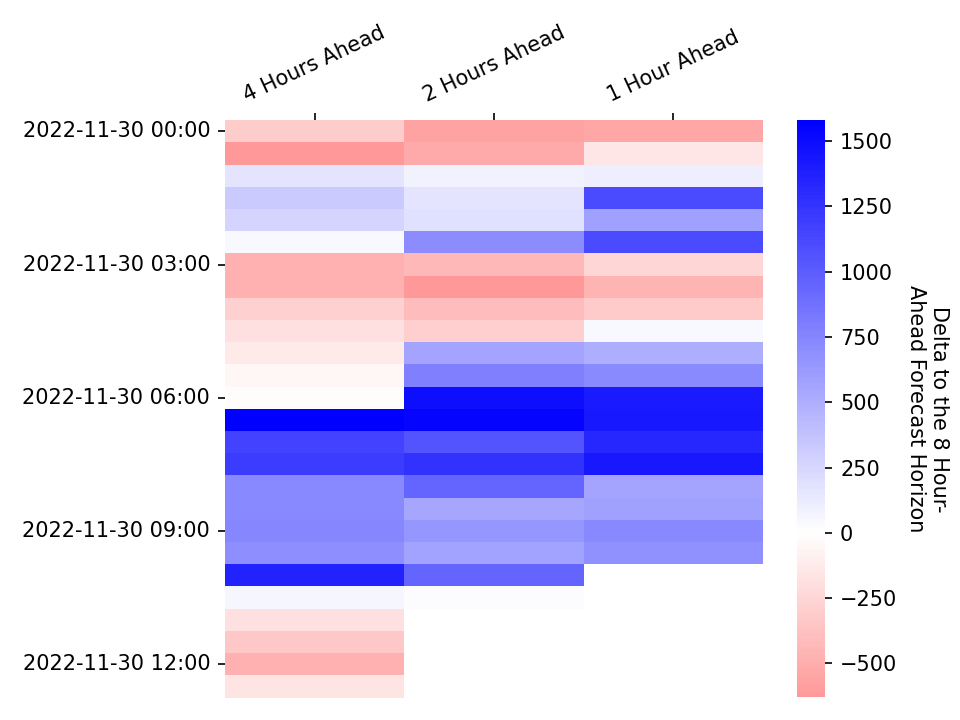 4 Hours Ahead
2 Hours Ahead
1 Hour Ahead
2022-11-30 00:00
2022-11-30 03:00
2022-11-30 06:00
2022-11-30 09:00
2022-11-30 12:00
1500
1250
1000
750
500
250
0
−250
−500
Delta to the 8 Hour-
Ahead Forecast Horizon